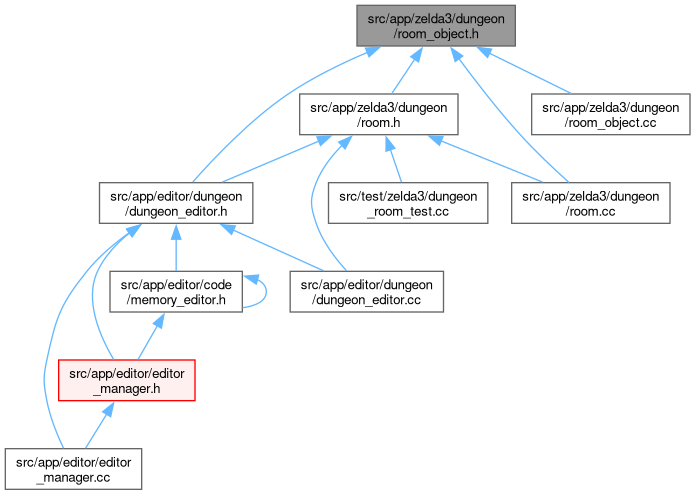 src/app/zelda3/dungeon
/room_object.h
src/app/zelda3/dungeon
/room.h
src/app/zelda3/dungeon
/room_object.cc
src/app/editor/dungeon
/dungeon_editor.h
src/test/zelda3/dungeon
_room_test.cc
src/app/zelda3/dungeon
/room.cc
src/app/editor/code
/memory_editor.h
src/app/editor/dungeon
/dungeon_editor.cc
src/app/editor/editor
_manager.h
src/app/editor/editor
_manager.cc